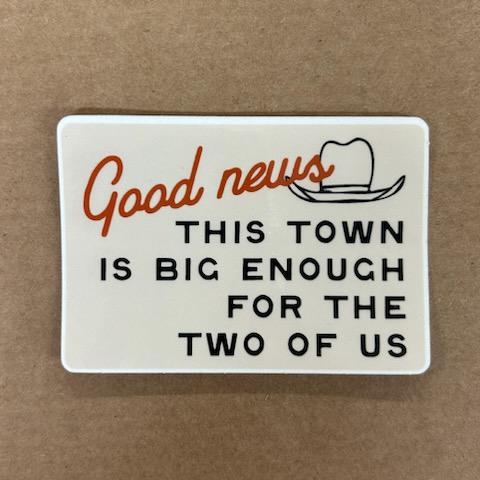 Good news
THIS TOWN
IS BIG ENOUGH
FOR THE
TWO OF US